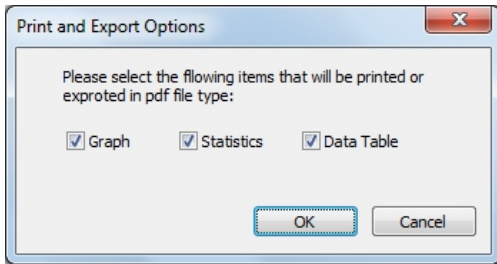 Print and Export Options
Please select the fllowing items that will be printed or
exproted in pdf file type:
Graph Statistics Data Table
OK Cancel